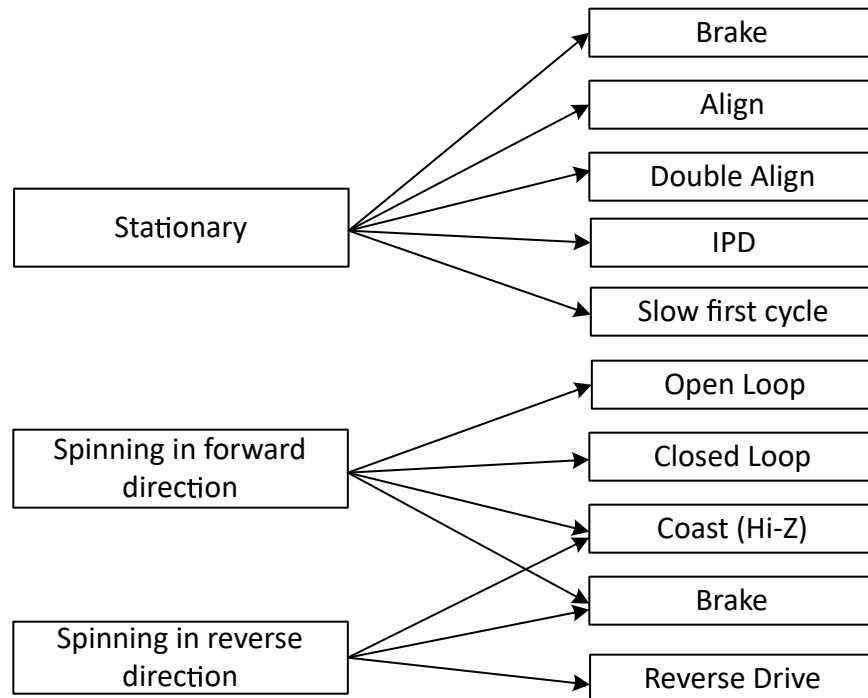 Brake
Align
Double Align
Stationary
IPD
Slow first cycle
Open Loop
Spinning in forward
direction
Closed Loop
Coast (Hi-Z)
Brake
Spinning in reverse
direction
Reverse Drive